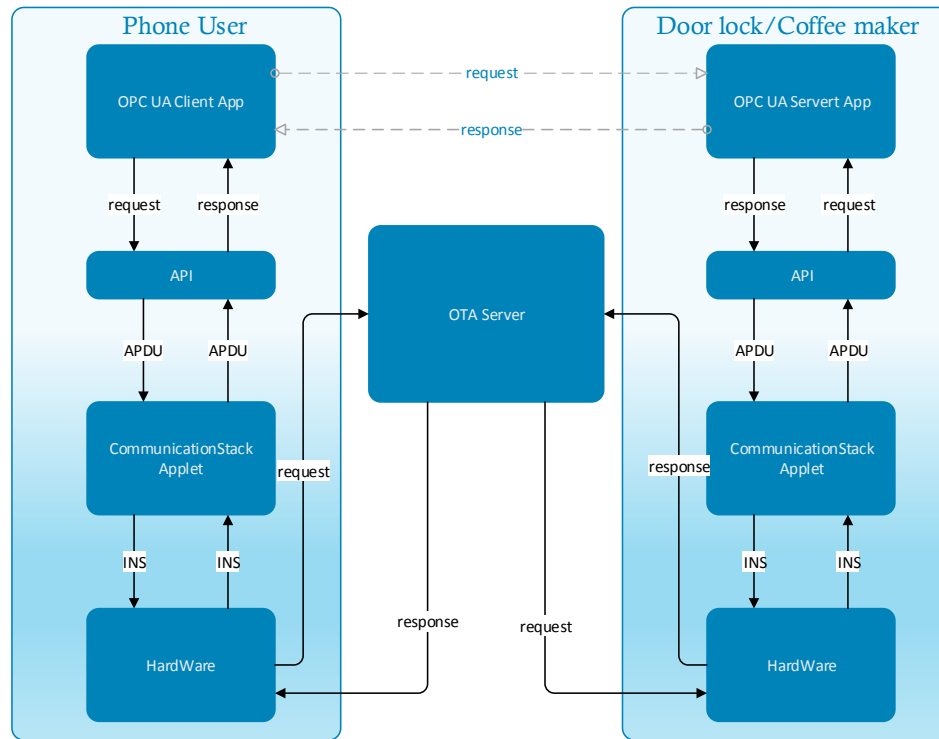 Phone User
Door lock/Coffee maker
OPC UA Client App
request
OPC UA Servert App
response
request
response
response
request
API
OTA Server
API
APDU
APDU
APDU
APDU
CommunicationStack
Applet
request
response
CommunicationStack
Applet
INS
INS
INS
INS
response
request
HardWare
HardWare